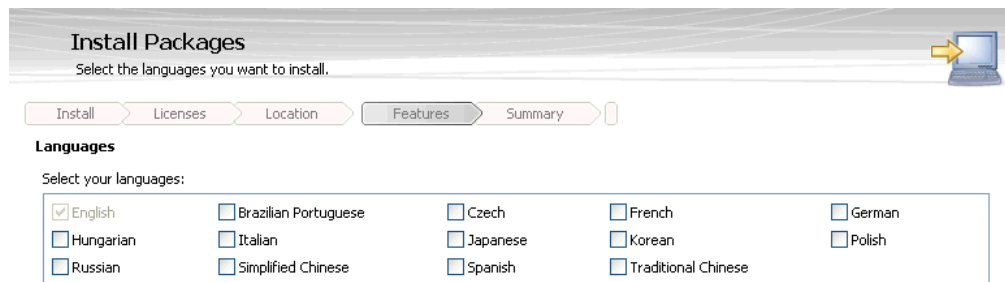 Install Packages
Select the languages you want to install.
Install Licenses Location Features Summary
Languages
Select your languages:
English Brazilian Portuguese Czech French German
Hungarian Italian Japanese Korean Polish
Russian Simplified Chinese Spanish Traditional Chinese